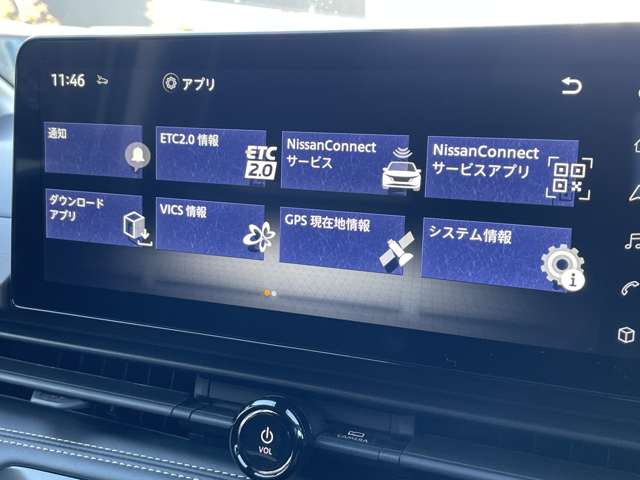 11:46
アプリ
通知
ETC2.0 情報
ETC
2.0
NissanConnect
サービス
NissanConnect
サービスアプリ
ダウンロード
アプリ
VICS 情報
GPS 現在地情報
システム情報
i
VOL
CAMERA